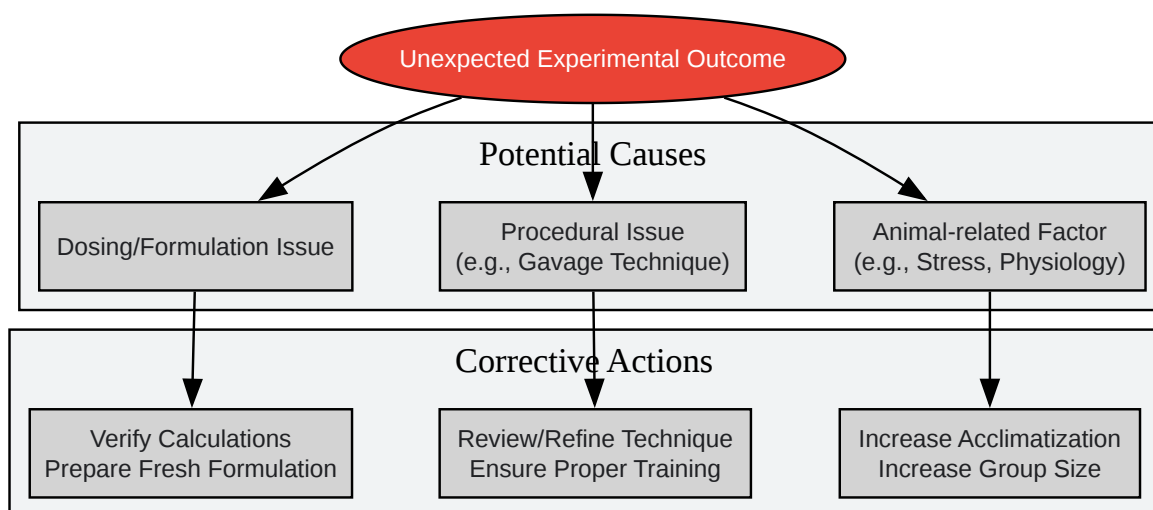 Unexpected Experimental Outcome
Potential Causes
Dosing/Formulation Issue
Procedural Issue
(e.g., Gavage Technique)
Animal-related Factor
(e.g., Stress, Physiology)
Corrective Actions
Verify Calculations
Prepare Fresh Formulation
Review/Refine Technique
Ensure Proper Training
Increase Acclimatization
Increase Group Size